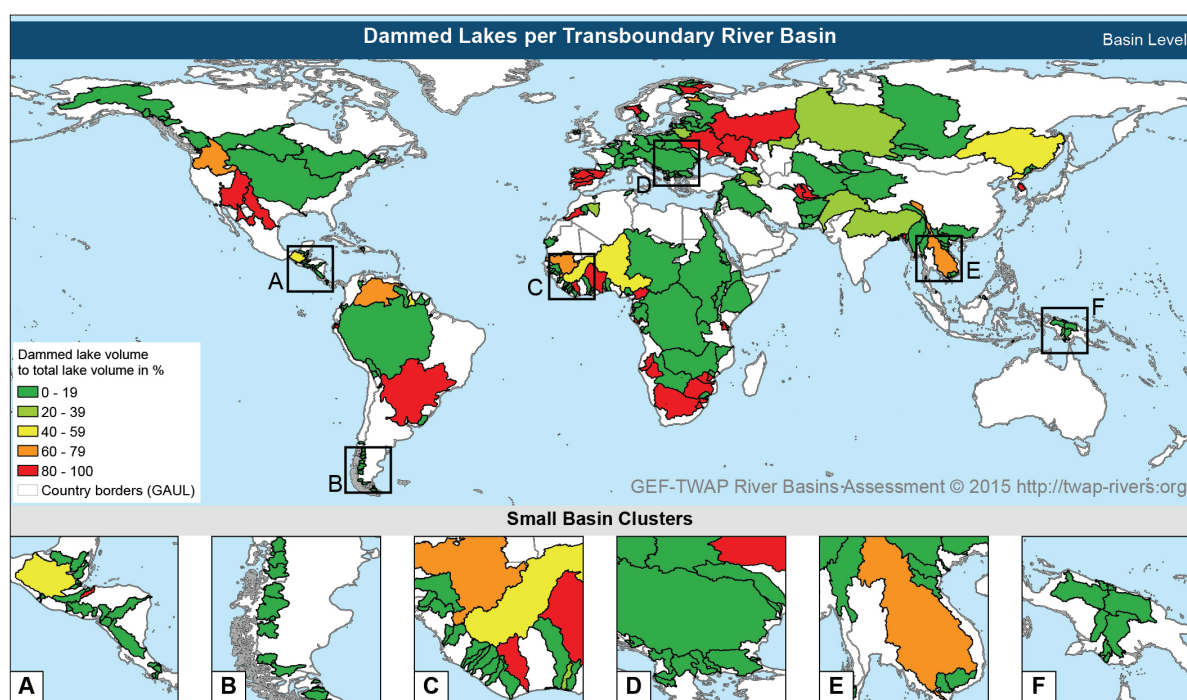 Dammed Lakes per Transboundary River Basin
Basin Level
A
B
C
D
E
F
Dammed lake volume
to total lake volume in %
0 - 19
20 - 39
40 - 59
60 - 79
80 - 100
Country borders (GAUL)
GEF-TWAP River Basins Assessment © 2015 http://twap-rivers.org
Small Basin Clusters
A
B
C
D
E
F